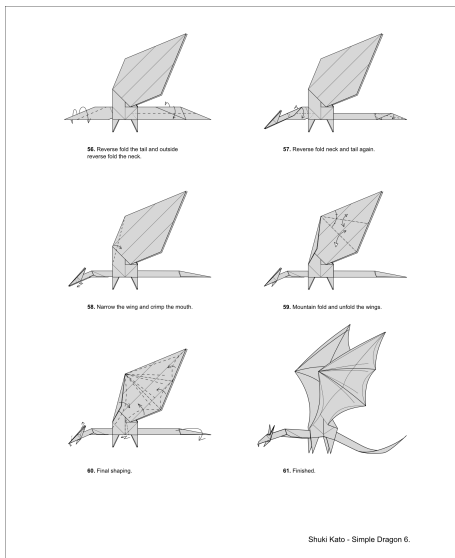 56. Reverse fold the tail and outside
reverse fold the neck.
57. Reverse fold neck and tail again.
58. Narrow the wing and crimp the mouth.
59. Mountain fold and unfold the wings.
60. Final shaping.
61. Finished.
Shuki Kato - Simple Dragon 6.